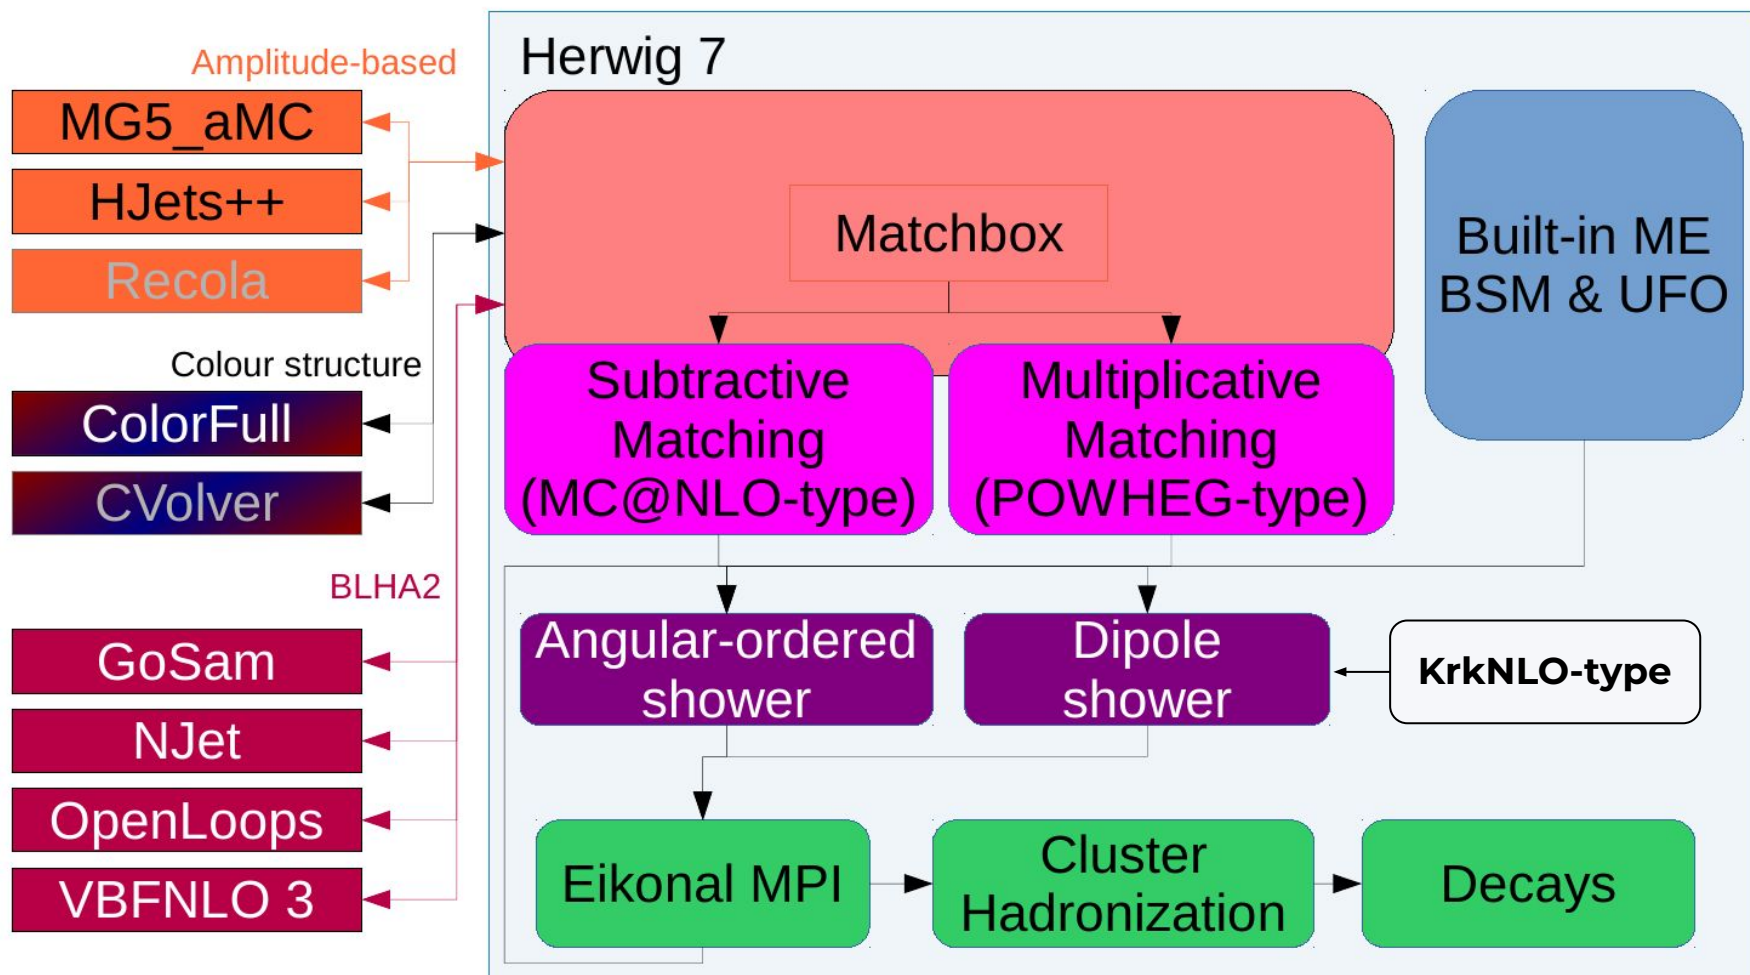 Amplitude-based
MG5_aMC
HJets++
Recola
Colour structure
ColorFull
CVolver
BLHA2
GoSam
NJet
OpenLoops
VBFNLO 3
Herwig 7
Matchbox
Subtractive
Matching
(MC@NLO-type)
Multiplicative
Matching
(POWHEG-type)
Built-in ME
BSM & UFO
Angular-ordered
shower
Dipole
shower
KrkNLO-type
Eikonal MPI
Cluster
Hadronization
Decays